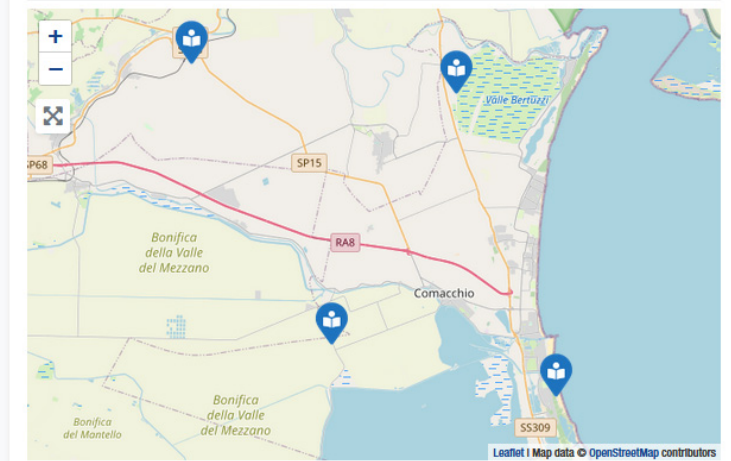 +
−
Valle Bertuzzi
SP68
SP15
RA8
Bonifica
della Valle
del Mezzano
Comacchio
Bonifica
della Valle
del Mezzano
Bonifica
del Mantello
SS309
Leaflet | Map data © OpenStreetMap contributors